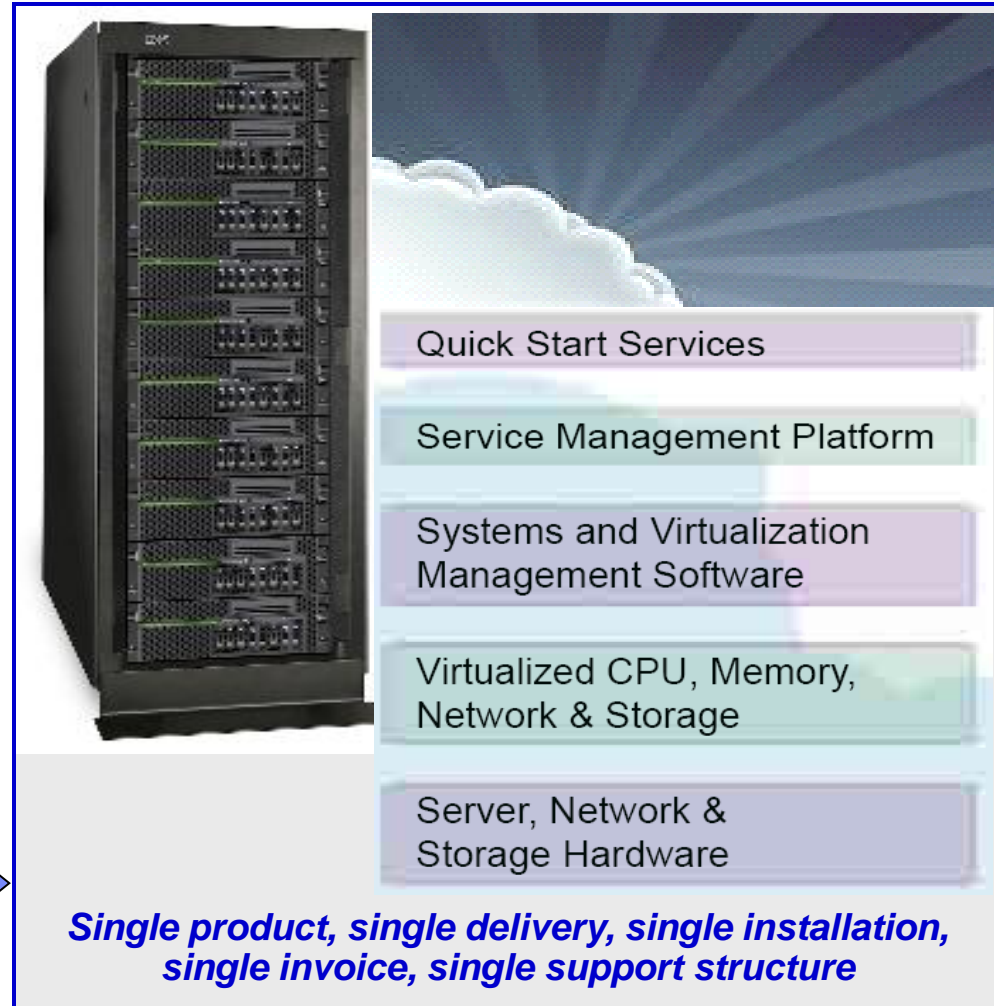 IBM
Quick Start Services
Service Management Platform
Systems and Virtualization
Management Software
Virtualized CPU, Memory,
Network & Storage
Server, Network &
Storage Hardware
Single product, single delivery, single installation,
single invoice, single support structure